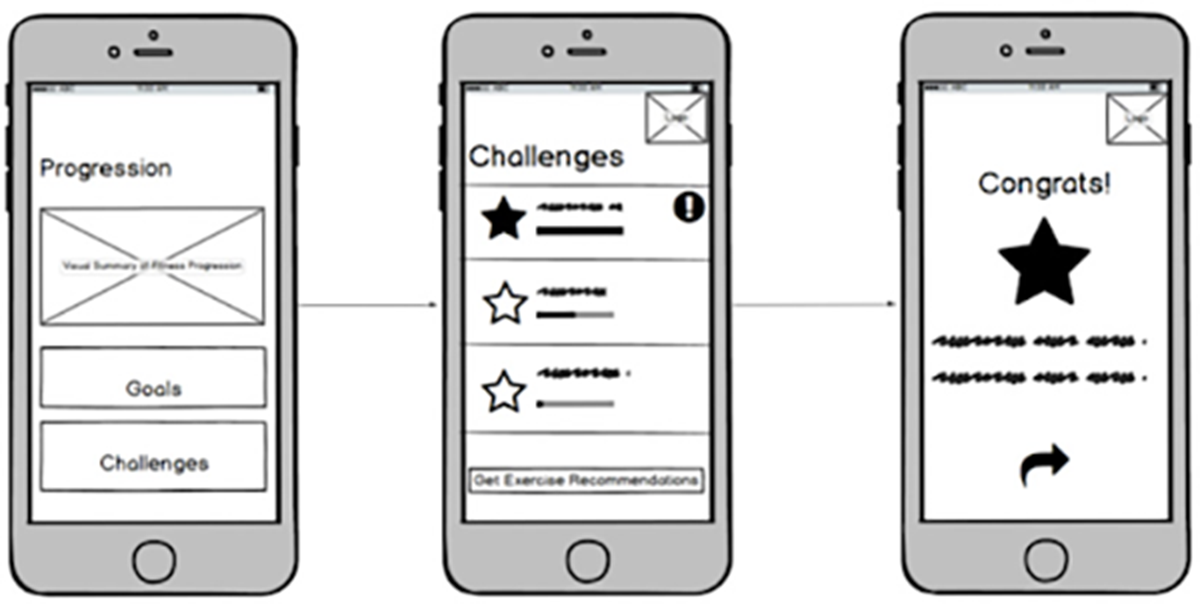 Progression
Visual Summary of Fitness Progression
Goals
Challenges
Logo
Challenges
Get Exercise Recommendations
Logo
Congrats!